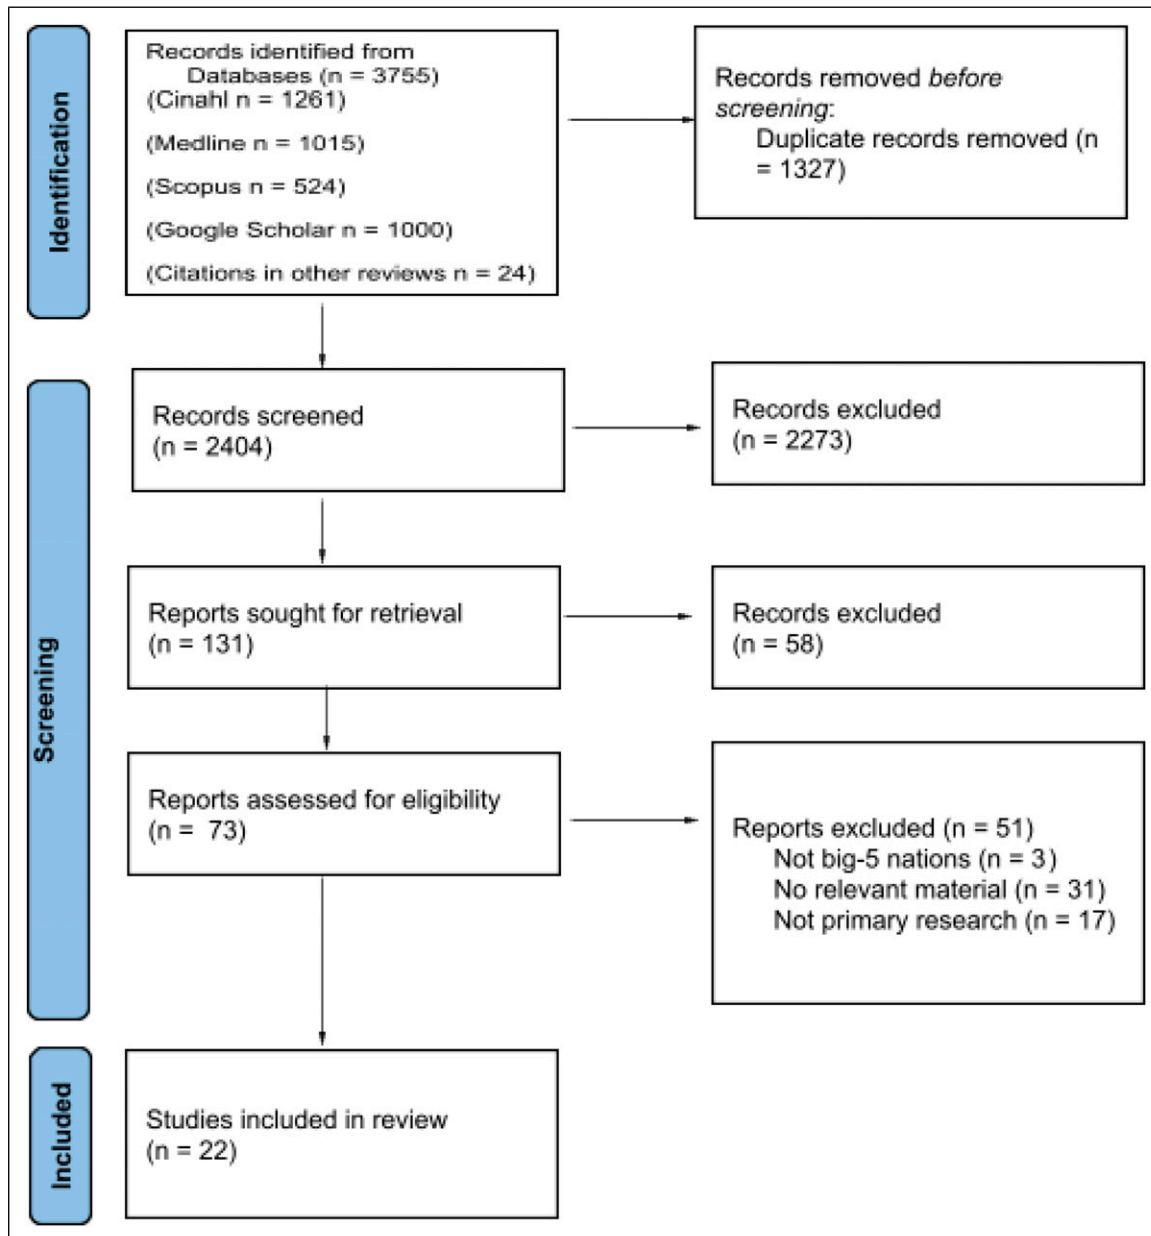 Identification
Records identified from
Databases (n = 3755)
(Cinahl n = 1261)
(Medline n = 1015)
(Scopus n = 524)
(Google Scholar n = 1000)
(Citations in other reviews n = 24)
Records removed before
screening:
Duplicate records removed (n
= 1327)
Screening
Records screened
(n = 2404)
Records excluded
(n = 2273)
Reports sought for retrieval
(n = 131)
Records excluded
(n = 58)
Reports assessed for eligibility
(n = 73)
Reports excluded (n = 51)
Not big-5 nations (n = 3)
No relevant material (n = 31)
Not primary research (n = 17)
Included
Studies included in review
(n = 22)